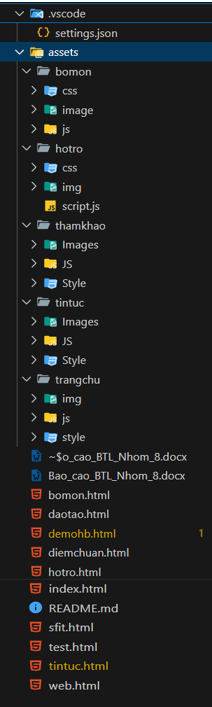 .vscode
settings.json
assets
bomon
css
image
js
hotro
css
img
script.js
thamkhao
Images
JS
Style
tintuc
Images
JS
Style
trangchu
img
js
style
~$o_cao_BTL_Nhom_8.docx
Bao_cao_BTL_Nhom_8.docx
bomon.html
daotao.html
demohb.html 1
diemchuan.html
hotro.html
index.html
README.md
sfit.html
test.html
tintuc.html
web.html